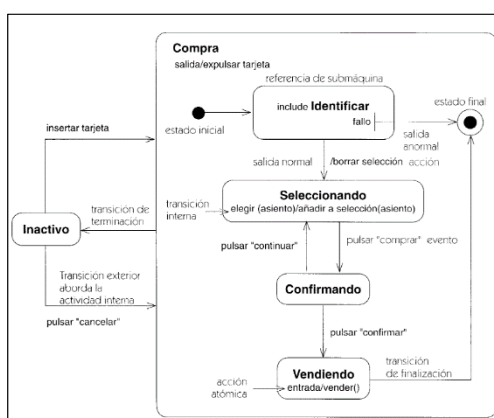 Compra
salida/expulsar tarjeta
referencia de submáquina
include Identificar
fallo
estado final
estado inicial
salida
anormal
insertar tarjeta
salida normal
/borrar selección
acción
transición
interna
Seleccionando
elegir (asiento)/añadir a selección(asiento)
transición de
terminación
Inactivo
pulsar "continuar"
pulsar "comprar"
evento
Transición exterior
aborda la
actividad interna
pulsar "cancelar"
Confirmando
pulsar "confirmar"
Vendiendo
entrada/vender()
transición
de finalización
acción
atómica